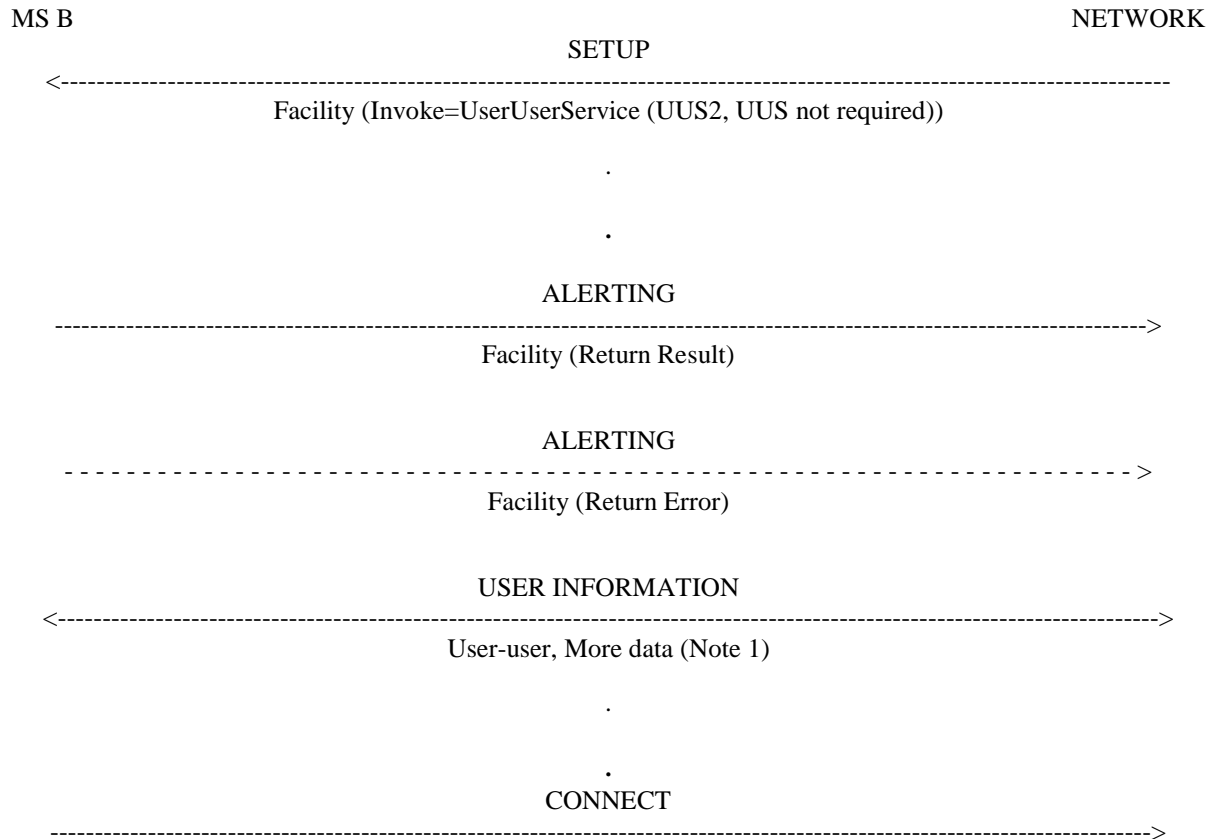 MS B NETWORK
SETUP
<------------------------------------------------------------------------------------------------------------------------------
Facility (Invoke=UserUserService (UUS2, UUS not required))
.
.
ALERTING
---------------------------------------------------------------------------------------------------------------------------->
Facility (Return Result)
ALERTING
- - - - - - - - - - - - - - - - - - - - - - - - - - - - - - - - - - - - - - - - - - - - - - - - - - - - - - - - - - - - - - - - - - - - - - >
Facility (Return Error)
USER INFORMATION
<----------------------------------------------------------------------------------------------------------------------------->
User-user, More data (Note 1)
.
.
CONNECT
----------------------------------------------------------------------------------------------------------------------------->